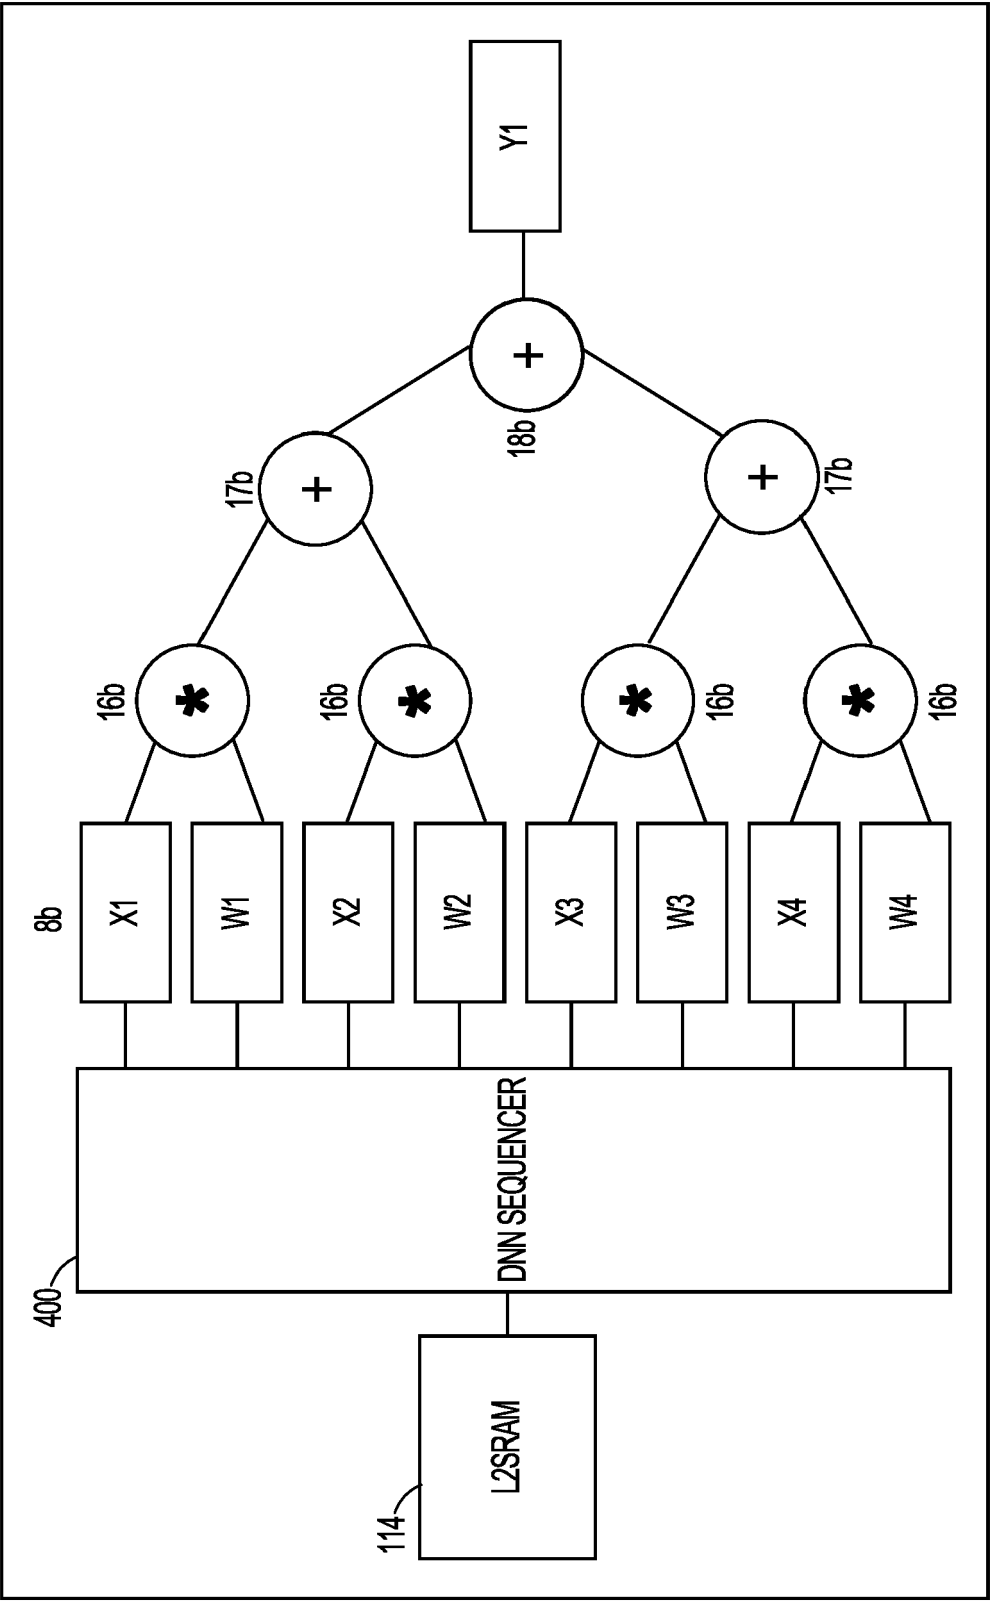 114
L2SRAM
400
DNN SEQUENCER
8b
X1
W1
X2
W2
X3
W3
X4
W4
16b
*
16b
*
*
16b
*
16b
17b
+
+
17b
18b
+
Y1